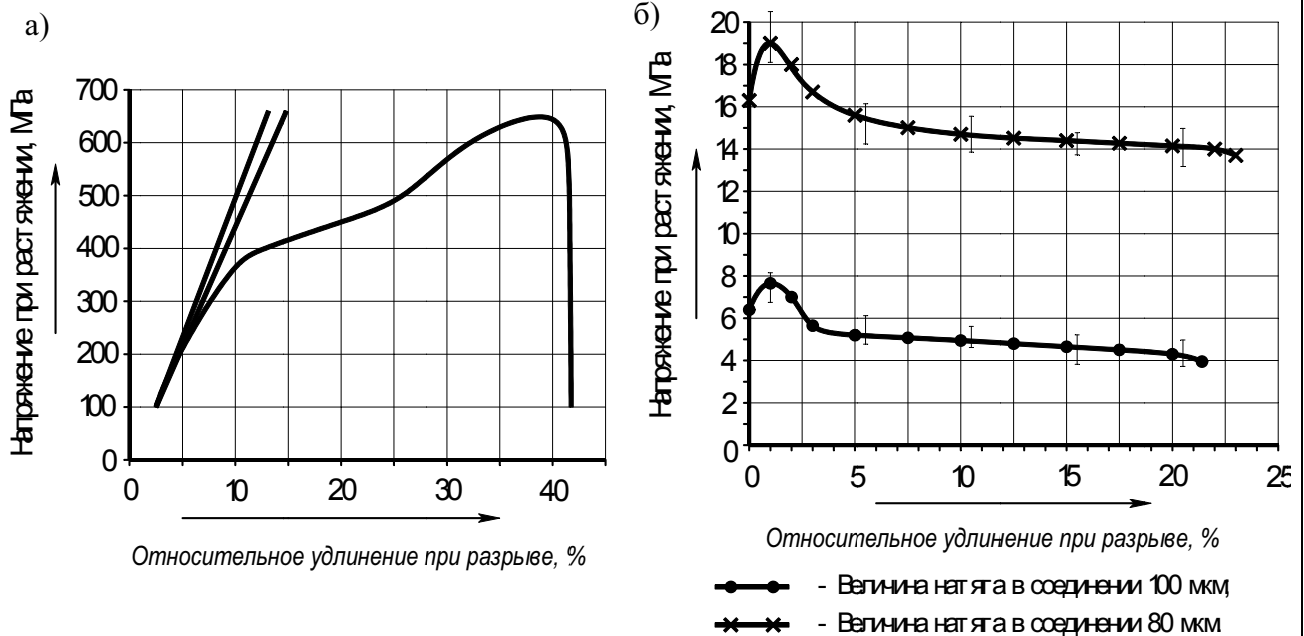 а)
Напряжение при растяжении, МПа
700
600
500
400
300
200
100
0
0 10 20 30 40
Относительное удлинение при разрыве, %
б)
Напряжение при растяжении, МПа
20
18
16
14
12
10
8
6
4
2
0
0 5 10 15 20 25
Относительное удлинение при разрыве, %
- Величина натяга в соединении 100 мкм;
- Величина натяга в соединении 80 мкм.